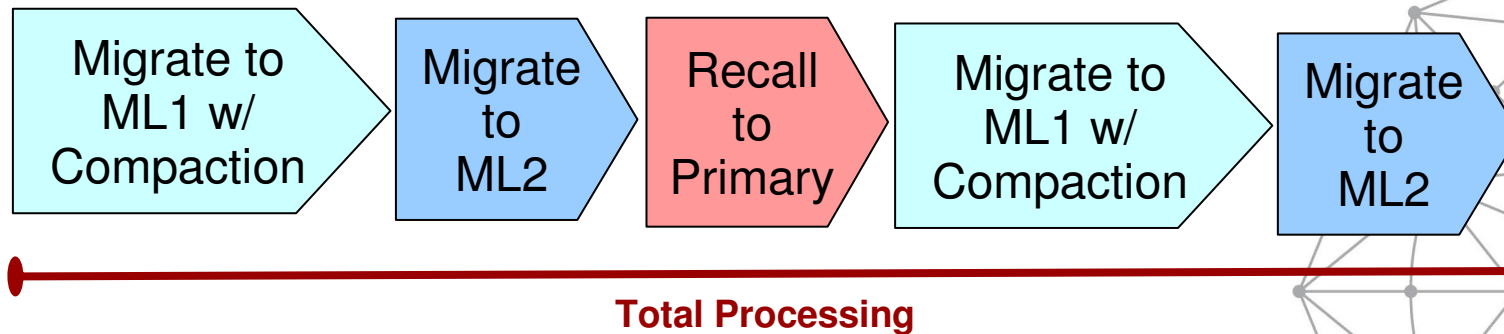 Migrate to
ML1 w/
Compaction
Migrate
to
ML2
Recall
to
Primary
Migrate to
ML1 w/
Compaction
Migrate
to
ML2
Total Processing